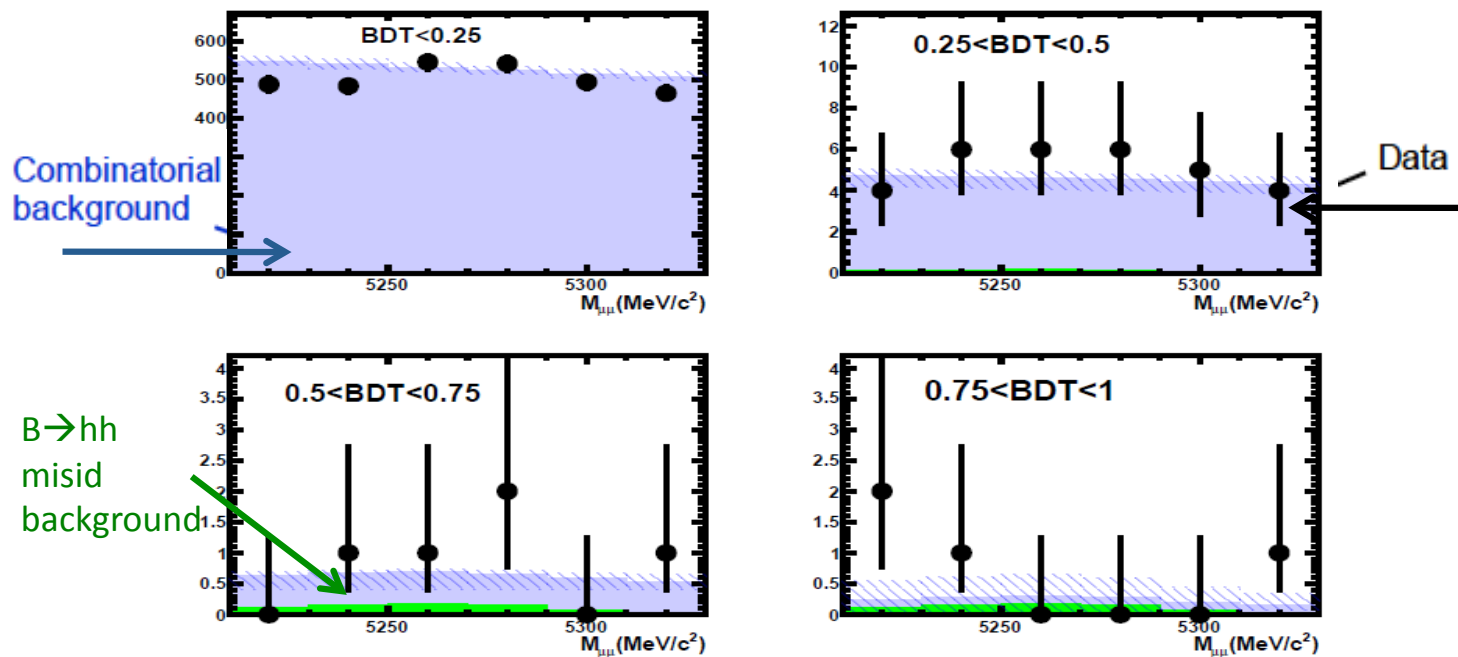 BDT<0.25
600
500
400
0
5250
5300
Mμμ(MeV/c²)
Combinatorial
background
0.25<BDT<0.5
12
10
8
6
4
2
0
5250
5300
Mμμ(MeV/c²)
Data
0.5<BDT<0.75
4
3.5
3
2.5
2
1.5
1
0.5
0
5250
5300
Mμμ(MeV/c²)
B→hh
misid
background
0.75<BDT<1
4
3.5
3
2.5
2
1.5
1
0.5
0
5250
5300
Mμμ(MeV/c²)